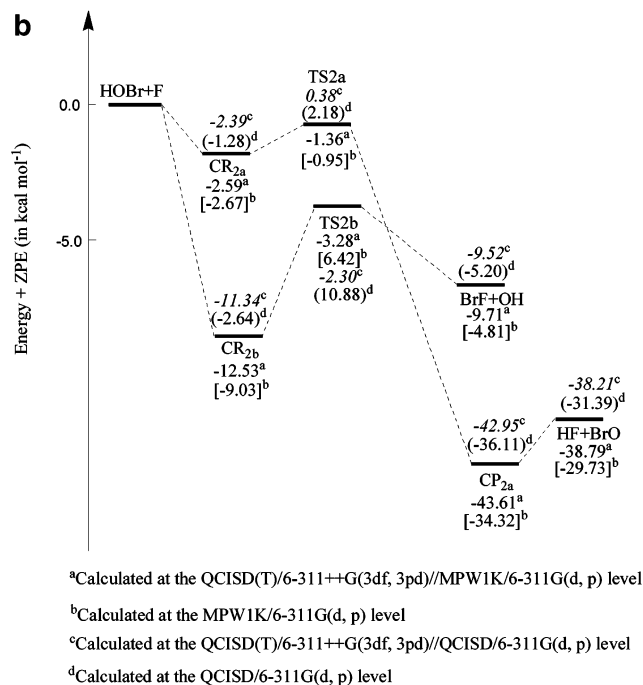 b
HOBr+F
0.0
-5.0
Energy + ZPE (in kcal mol⁻¹)
-2.39ᶜ
(-1.28)ᵈ
CR₂ₐ
-2.59ᵃ
[-2.67]ᵇ
TS2a
0.38ᶜ
(2.18)ᵈ
-1.36ᵃ
[-0.95]ᵇ
-11.34ᶜ
(-2.64)ᵈ
CR₂b
-12.53ᵃ
[-9.03]ᵇ
TS2b
-3.28ᵃ
[6.42]ᵇ
-2.30ᶜ
(10.88)ᵈ
-9.52ᶜ
(-5.20)ᵈ
BrF+OH
-9.71ᵃ
[-4.81]ᵇ
-42.95ᶜ
(-36.11)ᵈ
CP₂ₐ
-43.61ᵃ
[-34.32]ᵇ
-38.21ᶜ
(-31.39)ᵈ
HF+BrO
-38.79ᵃ
[-29.73]ᵇ
ᵃCalculated at the QCISD(T)/6-311++G(3df, 3pd)//MPW1K/6-311G(d, p) level
ᵇCalculated at the MPW1K/6-311G(d, p) level
ᶜCalculated at the QCISD(T)/6-311++G(3df, 3pd)//QCISD/6-311G(d, p) level
ᵈCalculated at the QCISD/6-311G(d, p) level